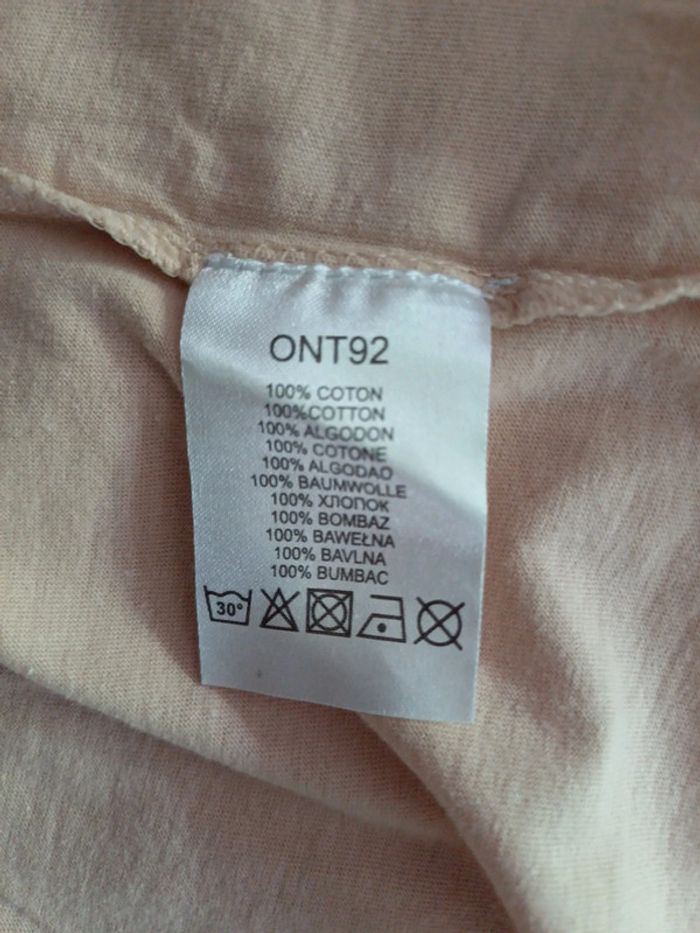 ONT92
100% COTON
100%COTTON
100% ALGODON
100% COTONE
100% ALGODAO
100% BAUMWOLLE
100% ХЛОПОК
100% BOMBAZ
100% BAWEŁNA
100% BAVLNA
100% BUMBAC
30°